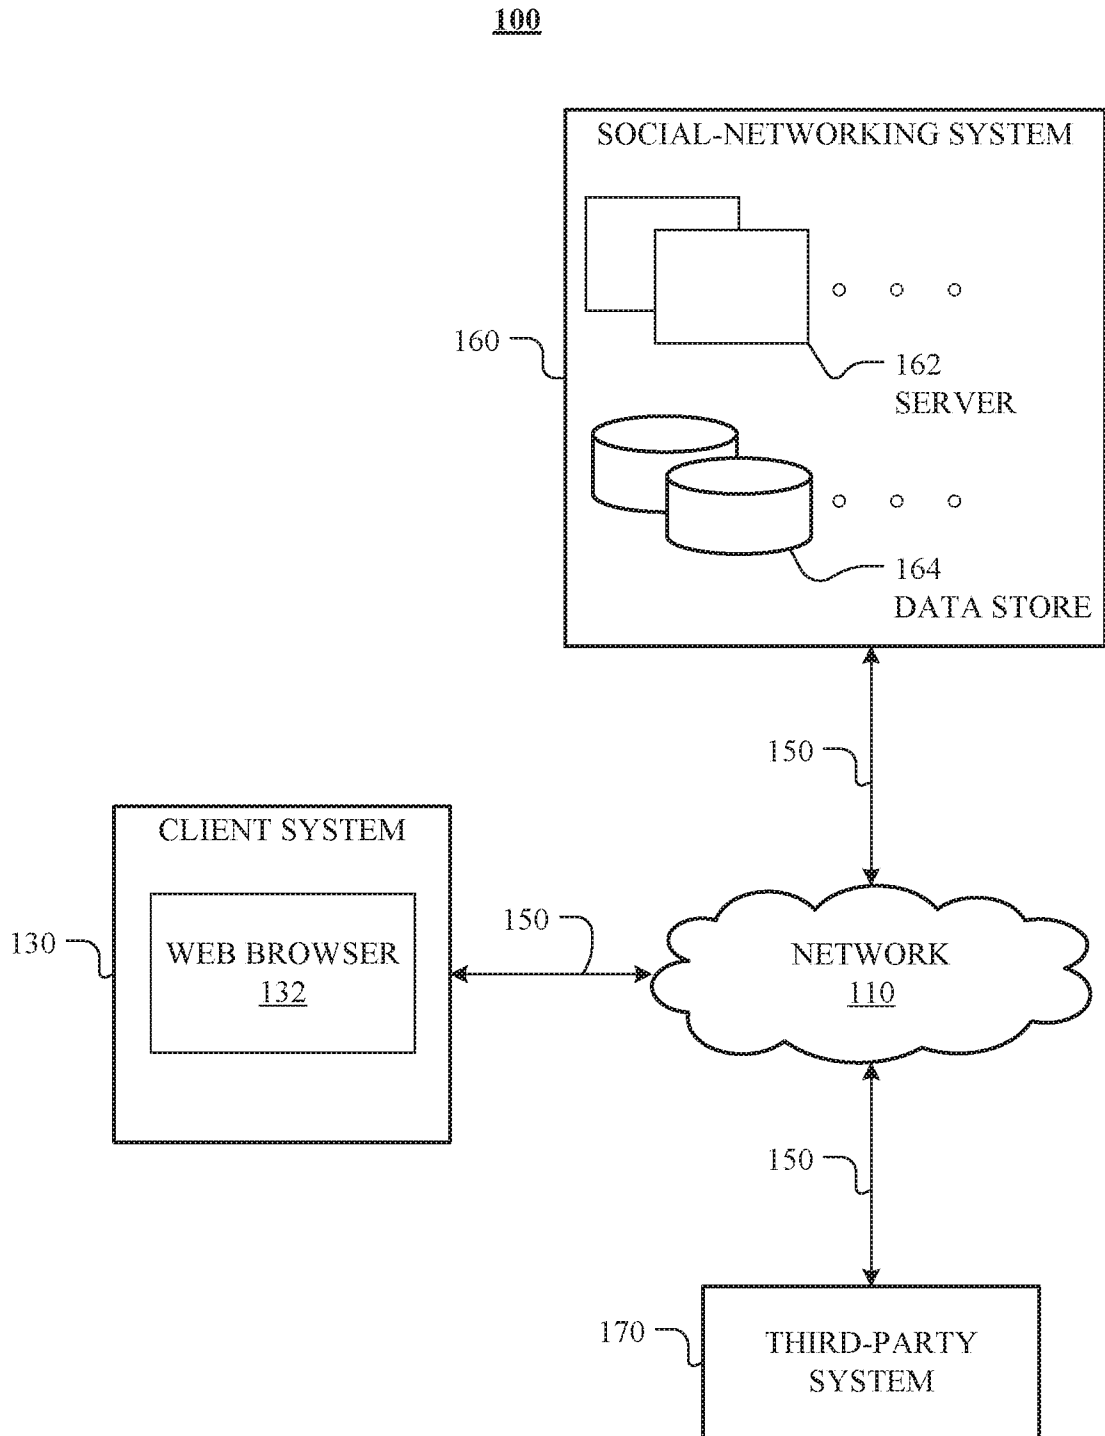 100
SOCIAL-NETWORKING SYSTEM
160
162
SERVER
164
DATA STORE
150
CLIENT SYSTEM
130
WEB BROWSER
132
150
NETWORK
110
150
170
THIRD-PARTY
SYSTEM